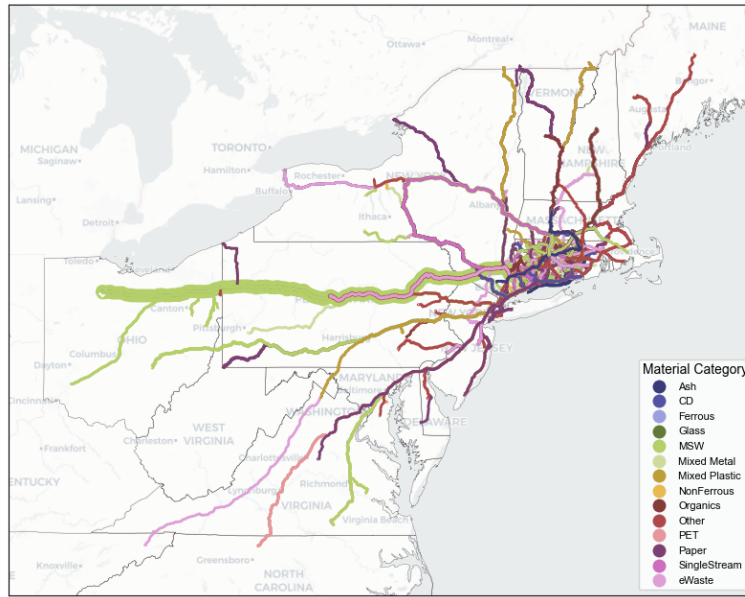 MAINE
Ottawa
Montreal
Bangor
VERMONT
Augusta
MICHIGAN
Saginaw
TORONTO
Hamilton
Rochester
NEW YORK
NEW
HAMPSHIRE
Portland
Lansing
Buffalo
Albany
Detroit
Ithaca
MASSACHUSETTS
Providence
Toledo
Cleveland
Canton
Pittsburgh
Harrisburg
NEW YORK
OHIO
Columbus
NEW JERSEY
Dayton
MARYLAND
Baltimore
Cincinnati
WASHINGTON
DELAWARE
WEST
VIRGINIA
Charleston
Charlottesville
Frankfort
Richmond
KENTUCKY
Lynchburg
VIRGINIA
Virginia Beach
Knoxville
Greensboro
NORTH
CAROLINA
Material Category
Ash
CD
Ferrous
Glass
MSW
Mixed Metal
Mixed Plastic
NonFerrous
Organics
Other
PET
Paper
SingleStream
eWaste